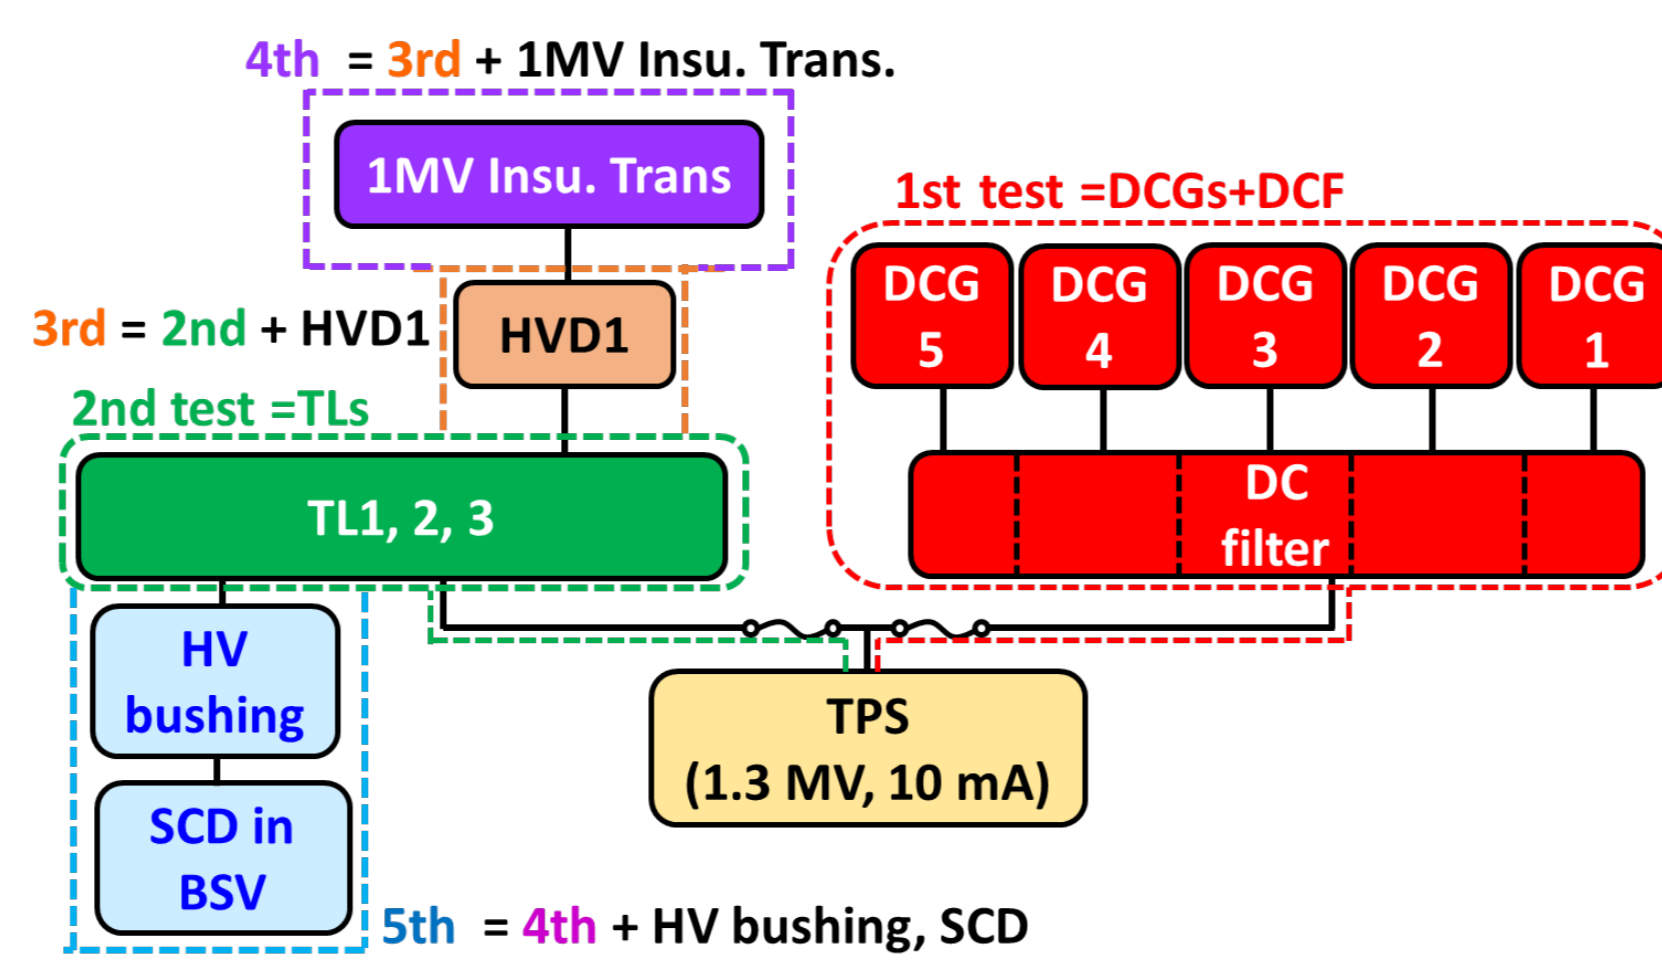 4th = 3rd + 1MV Insu. Trans.
1MV Insu. Trans
1st test =DCGs+DCF
DCG
5
DCG
4
DCG
3
DCG
2
DCG
1
3rd = 2nd + HVD1
HVD1
2nd test =TLs
TL1, 2, 3
DC
filter
HV
bushing
TPS
(1.3 MV, 10 mA)
SCD in
BSV
5th = 4th + HV bushing, SCD